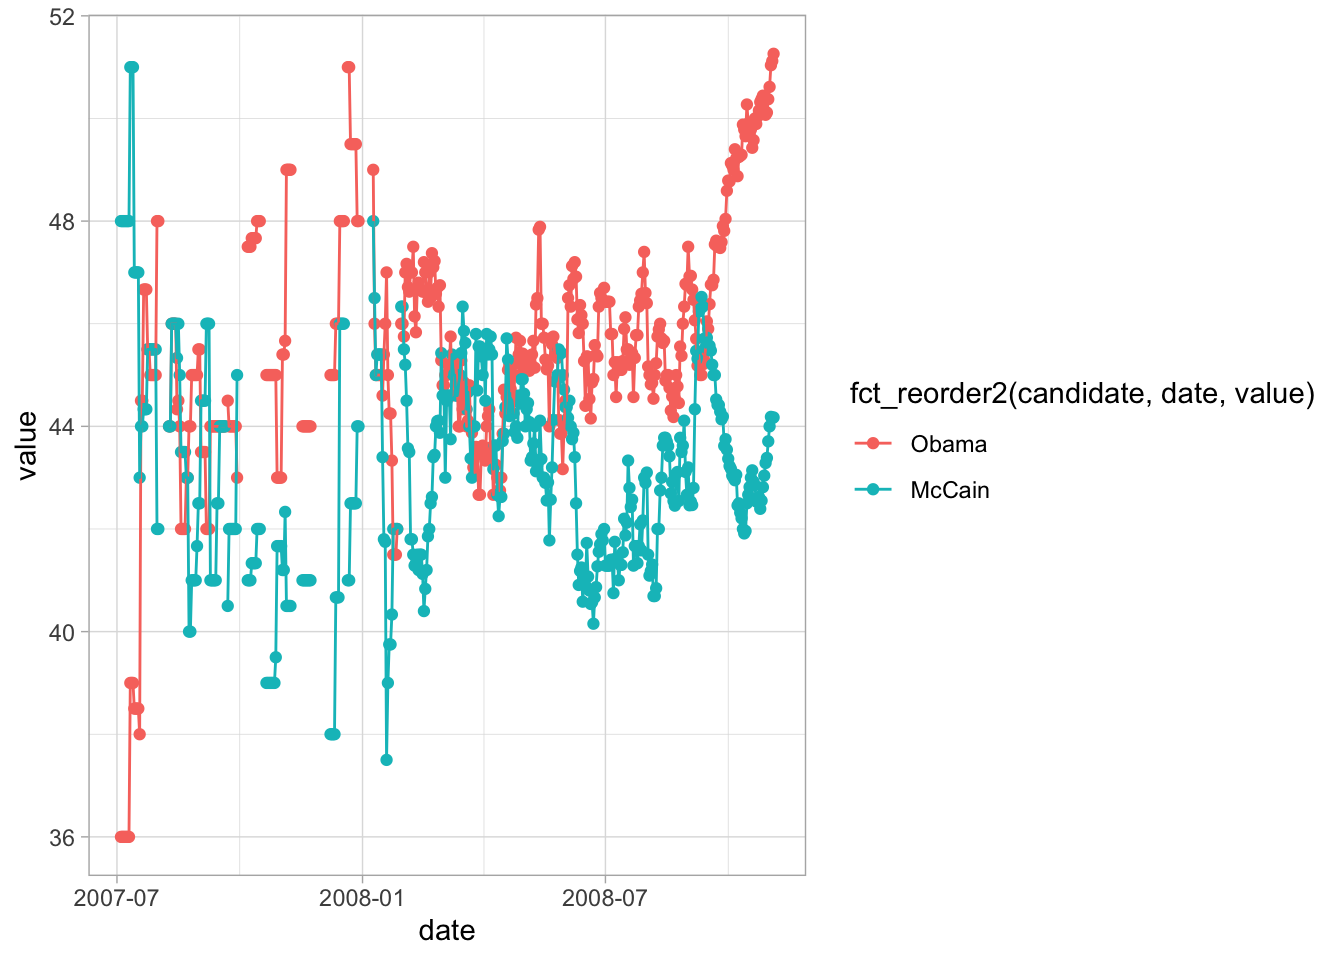 52
48
44
40
36
value
2007-07 2008-01 2008-07
date
fct_reorder2(candidate, date, value)
Obama
McCain